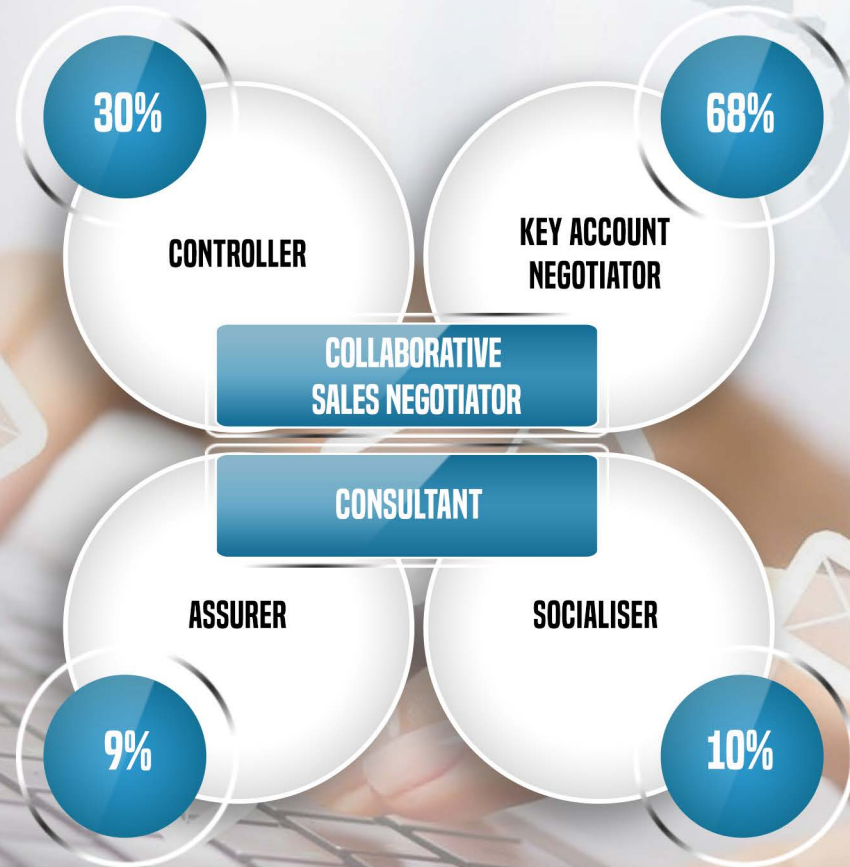 30%
68%
CONTROLLER
KEY ACCOUNT
NEGOTIATOR
COLLABORATIVE
SALES NEGOTIATOR
CONSULTANT
ASSURER
SOCIALISER
9%
10%